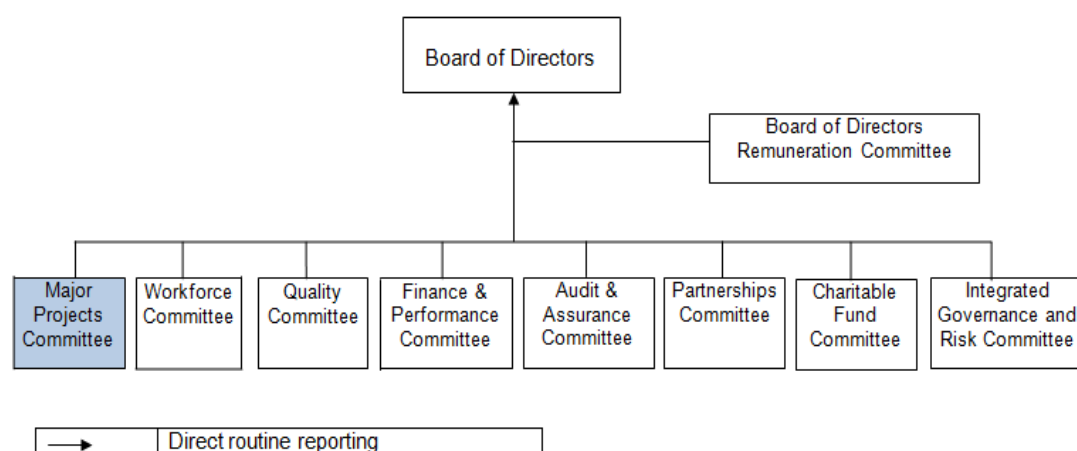 Board of Directors
Board of Directors
Remuneration Committee
Major
Projects
Committee
Workforce
Committee
Quality
Committee
Finance &
Performance
Committee
Audit &
Assurance
Committee
Partnerships
Committee
Charitable
Fund
Committee
Integrated
Governance and
Risk Committee
Direct routine reporting